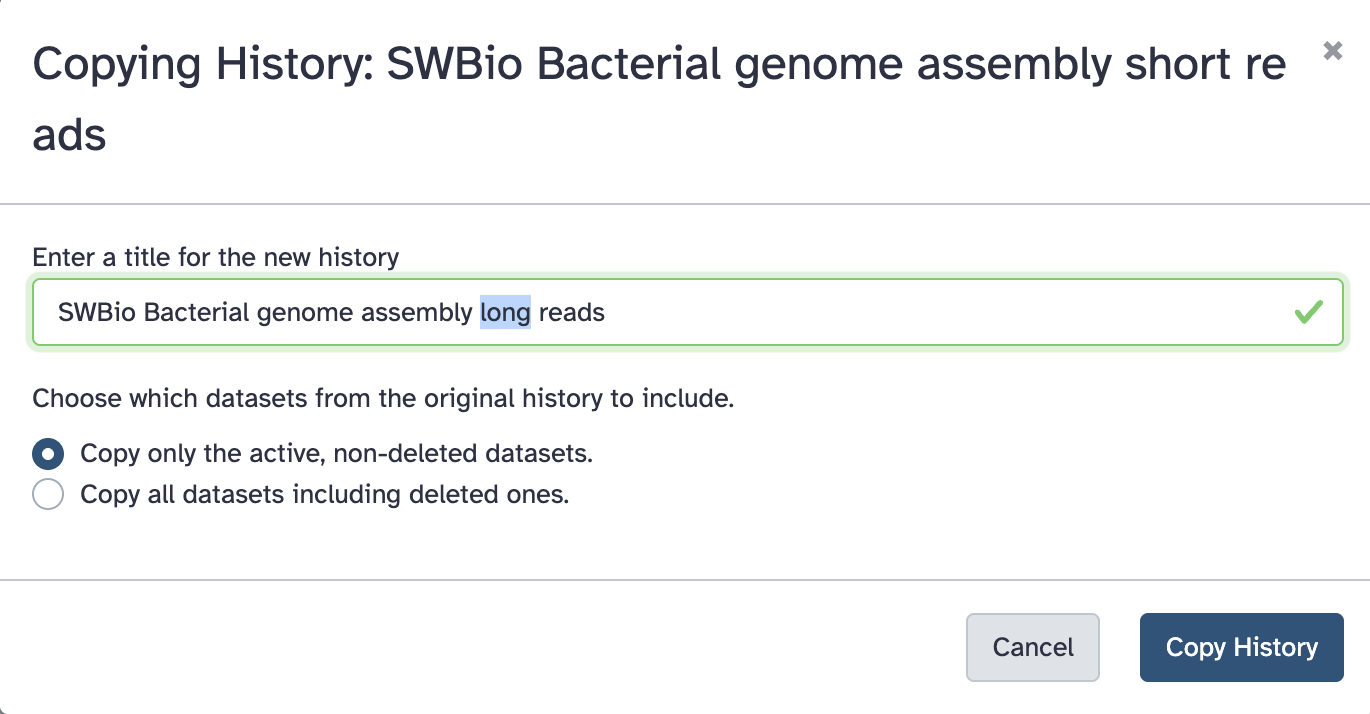 Copying History: SWBio Bacterial genome assembly short re
ads
Enter a title for the new history
SWBio Bacterial genome assembly long reads
Choose which datasets from the original history to include.
Copy only the active, non-deleted datasets.
Copy all datasets including deleted ones.
Cancel
Copy History